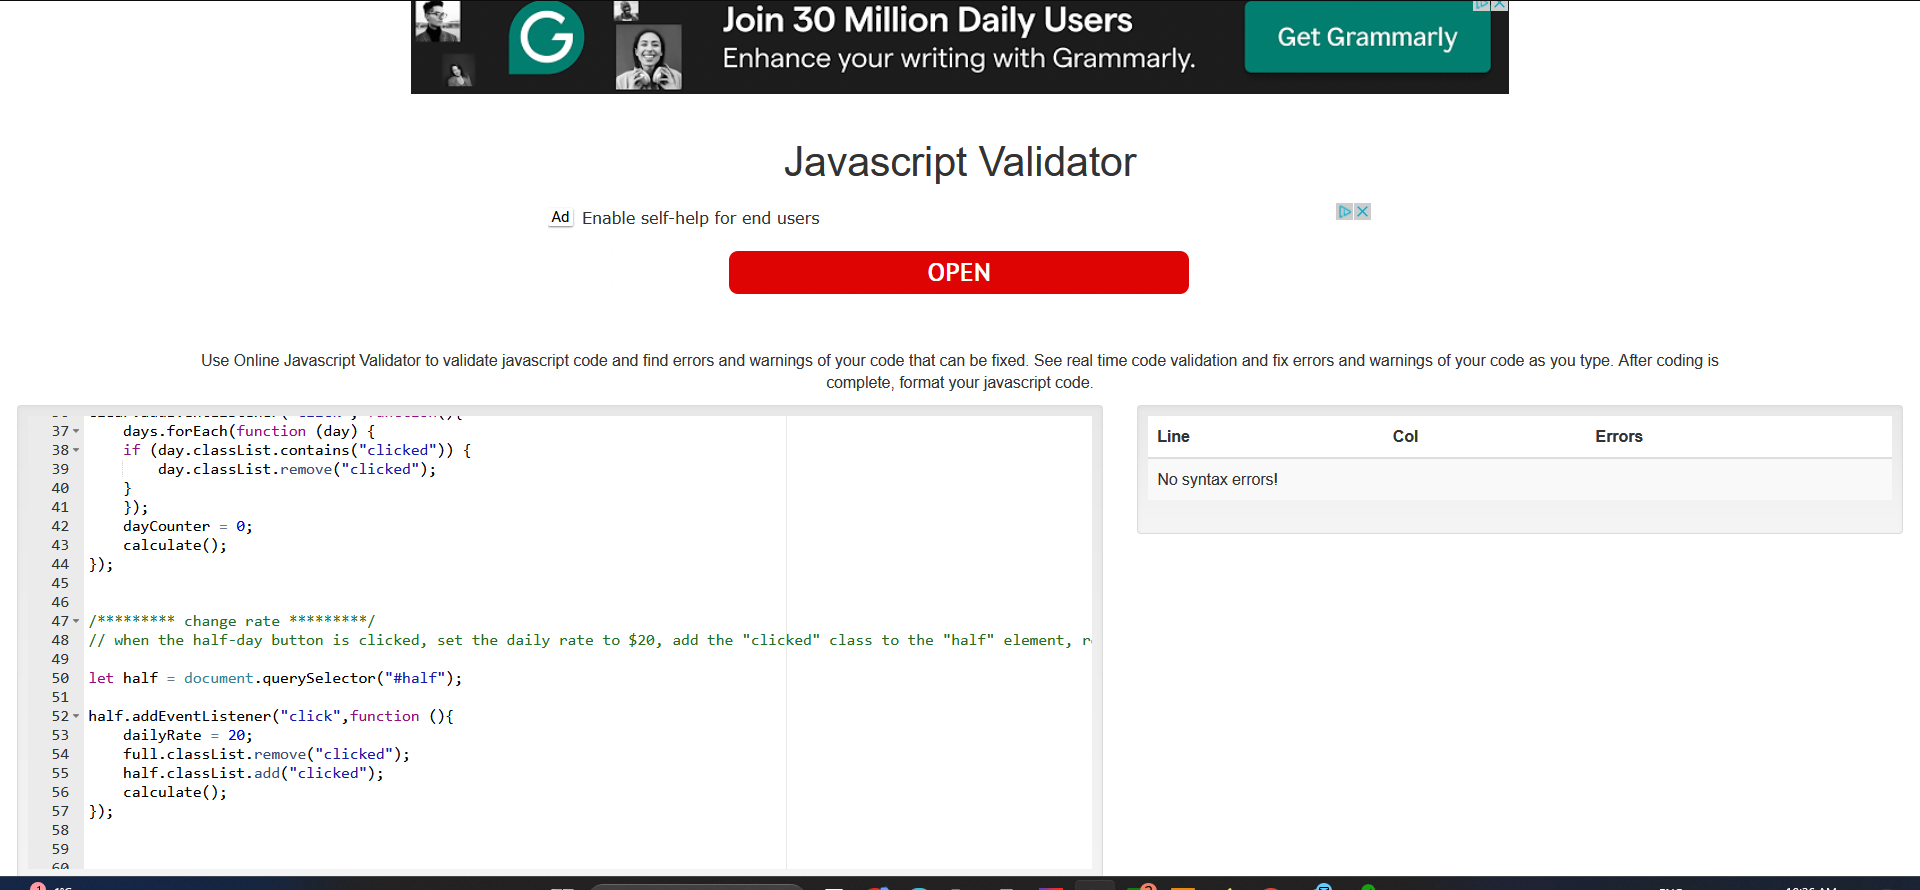 Join 30 Million Daily Users
Enhance your writing with Grammarly.
Get Grammarly
Javascript Validator
Ad Enable self-help for end users
OPEN
Use Online Javascript Validator to validate javascript code and find errors and warnings of your code that can be fixed. See real time code validation and fix errors and warnings of your code as you type. After coding is
complete, format your javascript code.
37 days.forEach(function (day) {
38 if (day.classList.contains("clicked")) {
39 day.classList.remove("clicked");
40 }
41 });
42 dayCounter = 0;
43 calculate();
44 });
45
46
47 /********* change rate *********/
48 // when the half-day button is clicked, set the daily rate to $20, add the "clicked" class to the "half" element,
49
50 let half = document.querySelector("#half");
51
52 half.addEventListener("click",function (){
53 dailyRate = 20;
54 full.classList.remove("clicked");
55 half.classList.add("clicked");
56 calculate();
57 });
58
59
60
Line Col Errors
No syntax errors!